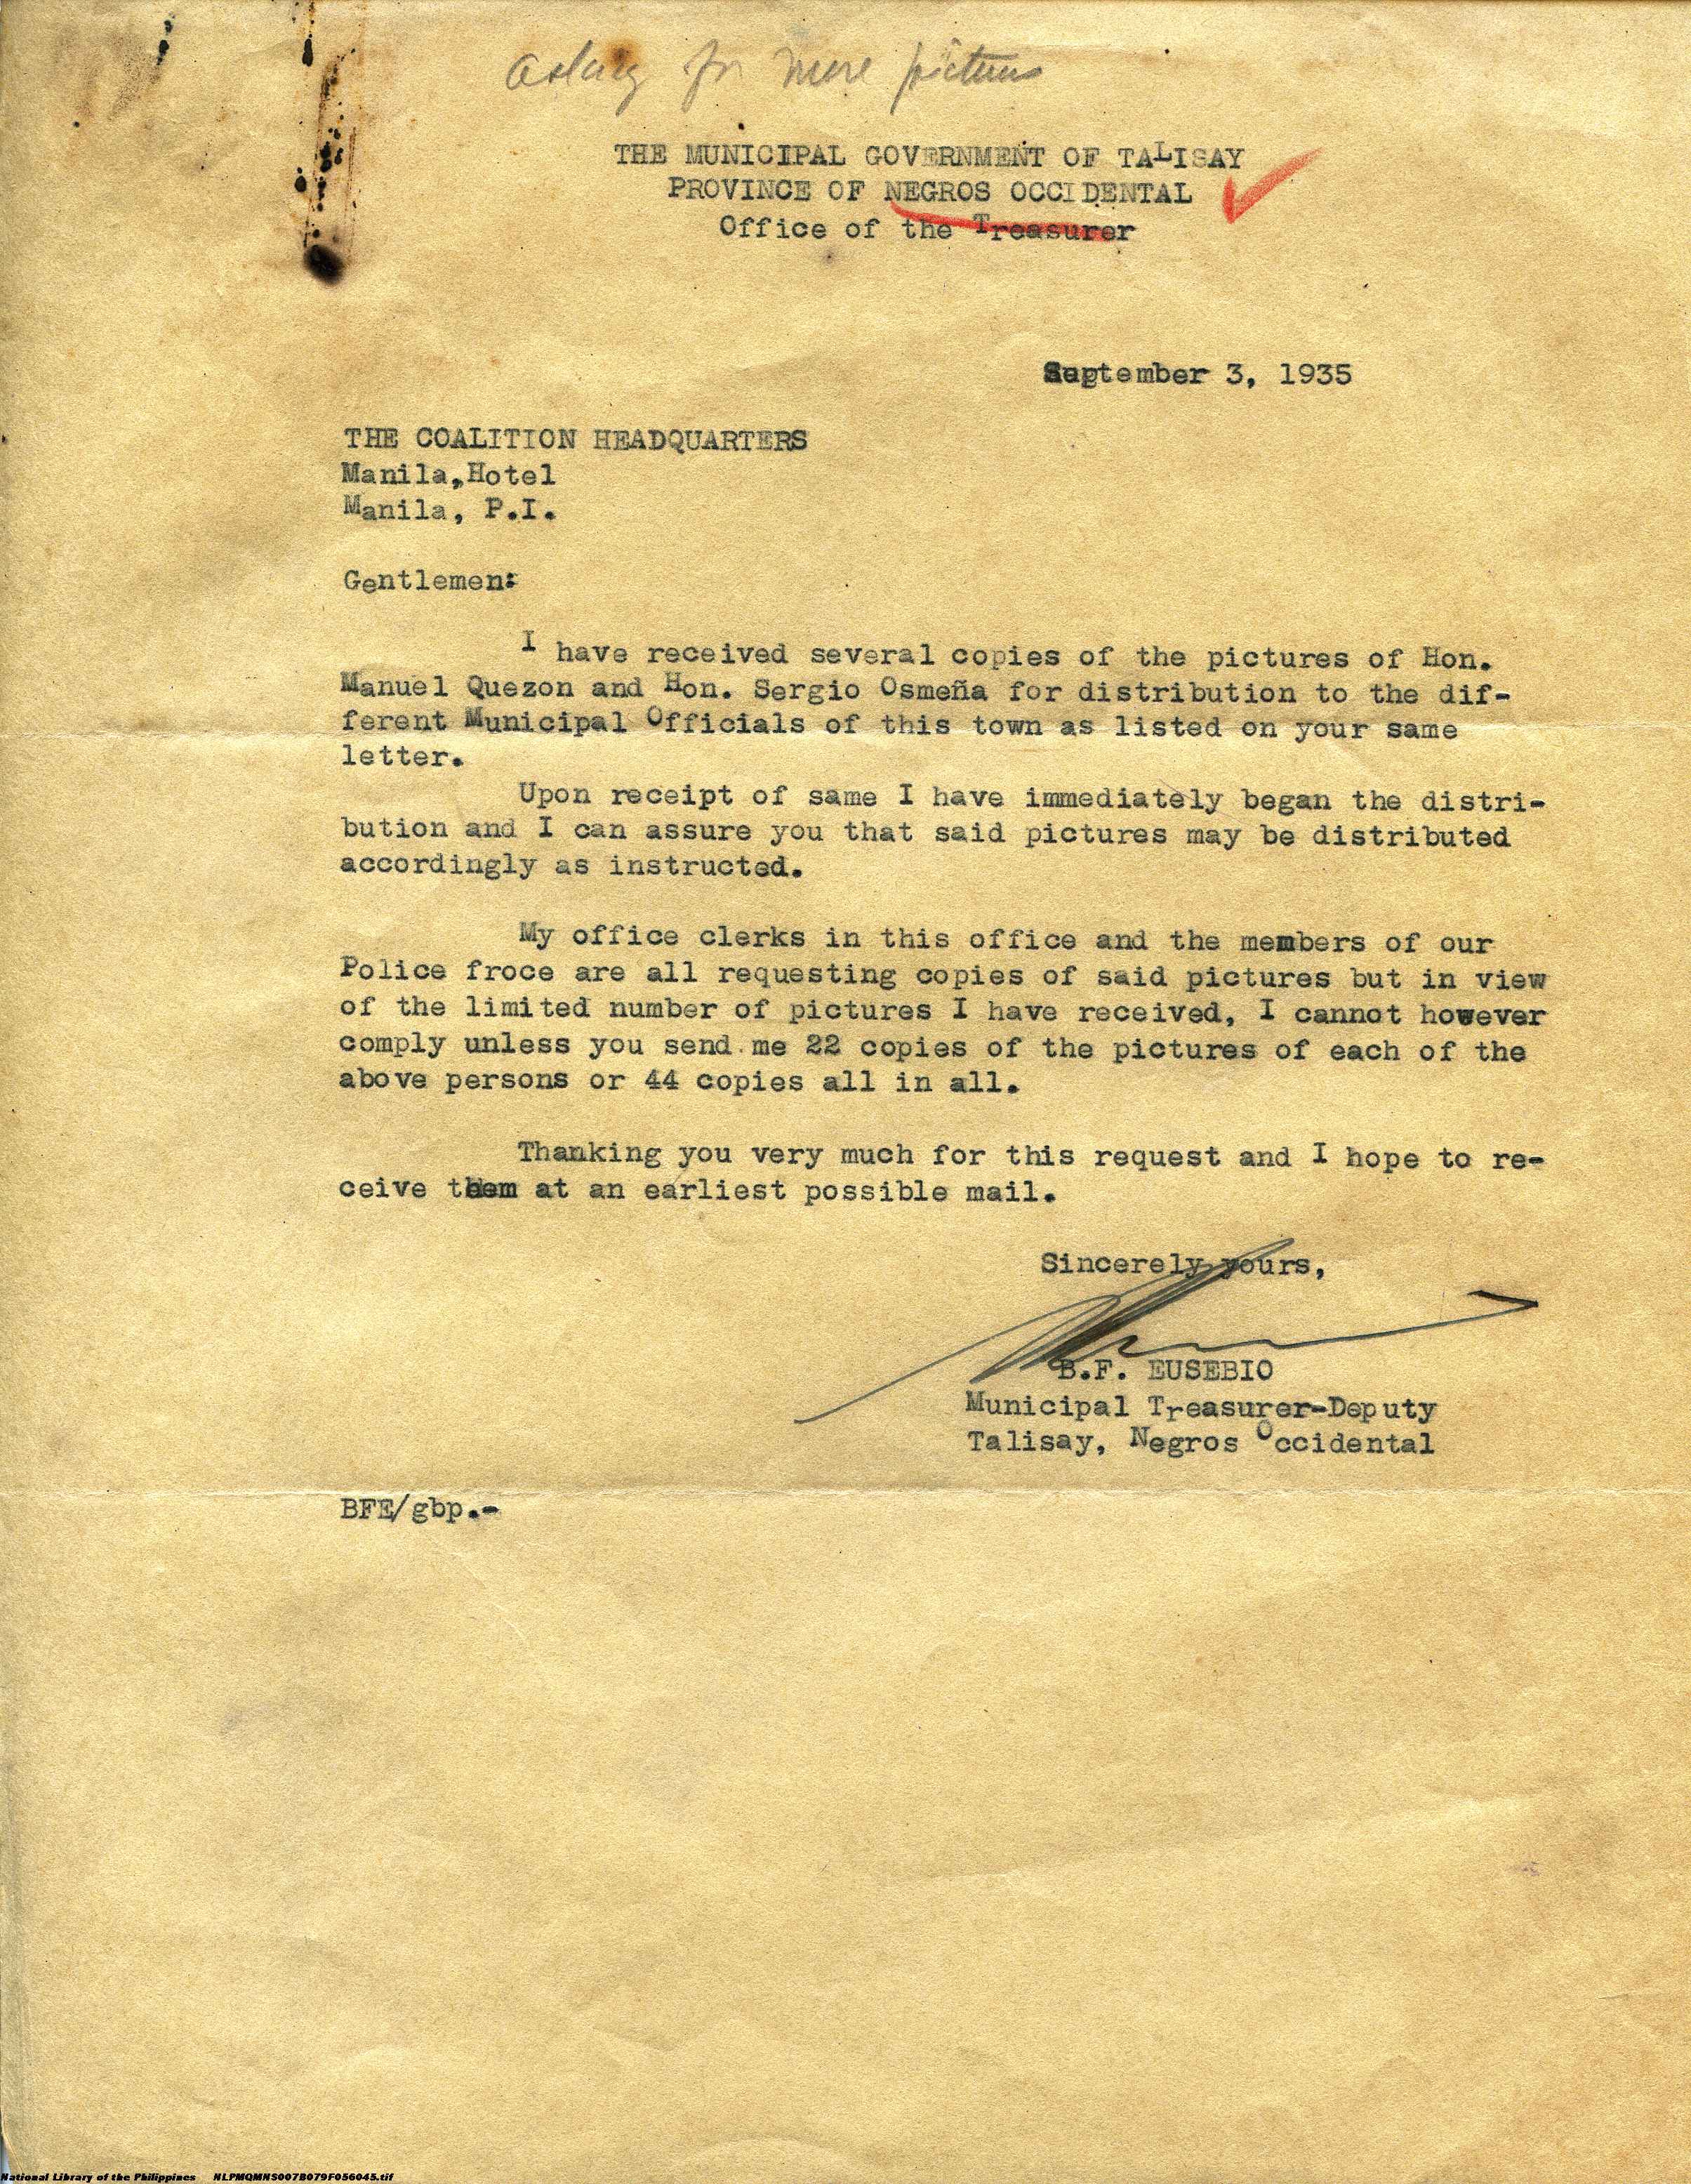 asking for more pictures
THE MUNICIPAL GOVERNMENT OF TALISAY
PROVINCE OF NEGROS OCCIDENTAL
Office of the Treasurer
September 3, 1935
THE COALITION HEADQUARTERS
Manila,Hotel
Manila, P.I.
Gentlemen:
I have received several copies of the pictures of Hon.
Manuel Quezon and Hon. Sergio Osmeña for distribution to the dif-
ferent Municipal Officials of this town as listed on your same
letter.
Upon receipt of same I have immediately began the distri-
bution and I can assure you that said pictures may be distributed
accordingly as instructed.
My office clerks in this office and the members of our
Police froce are all requesting copies of said pictures but in view
of the limited number of pictures I have received, I cannot however
comply unless you send me 22 copies of the pictures of each of the
above persons or 44 copies all in all.
Thanking you very much for this request and I hope to re-
ceive them at an earliest possible mail.
Sincerely yours,
B.F. EUSEBIO
Municipal Treasurer-Deputy
Talisay, Negros Occidental
BFE/gbp.-
National Library of the Philippines NLPMQMNS007B079F056045.tif